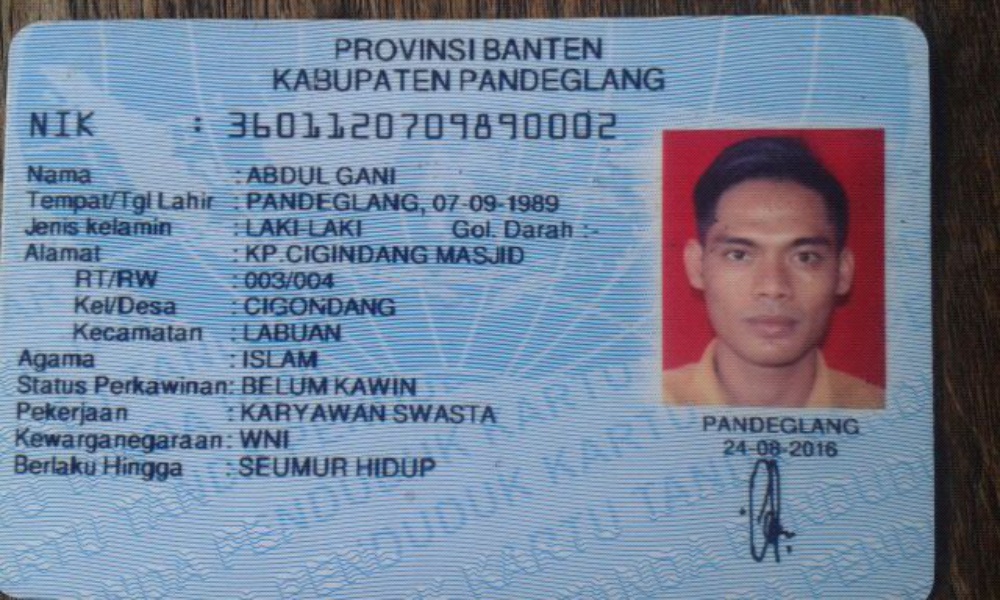 PROVINSI BANTEN
KABUPATEN PANDEGLANG
NIK : 3601120709890002
Nama : ABDUL GANI
Tempat/Tgl Lahir : PANDEGLANG, 07-09-1989
Jenis kelamin : LAKI-LAKI Gol. Darah :-
Alamat : KP.CIGINDANG MASJID
RT/RW : 003/004
Kel/Desa : CIGONDANG
Kecamatan : LABUAN
Agama : ISLAM
Status Perkawinan: BELUM KAWIN
Pekerjaan : KARYAWAN SWASTA
Kewarganegaraan: WNI
Berlaku Hingga : SEUMUR HIDUP
PANDEGLANG
24-08-2016